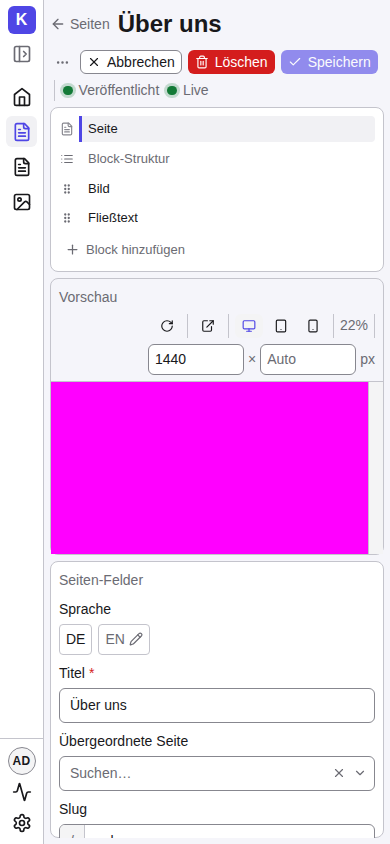 K
Seiten Über uns
Abbrechen Löschen Speichern
Veröffentlicht Live
Seite
Block-Struktur
Bild
Fließtext
Block hinzufügen
Vorschau
22%
1440 × Auto px
Seiten-Felder
Sprache
DE EN
Titel *
Über uns
Übergeordnete Seite
Suchen…
AD
Slug